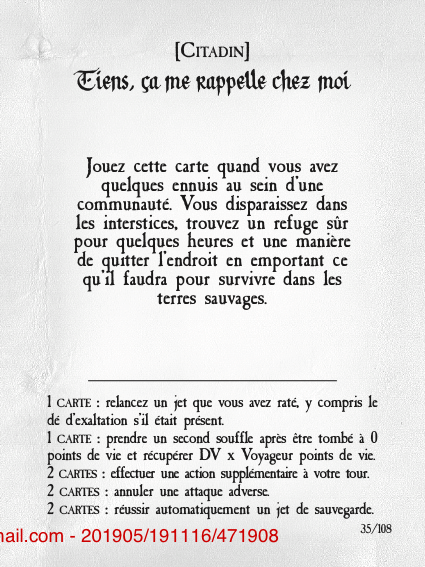 [Citadin]
Tiens, ça me rappelle chez moi
Jouez cette carte quand vous avez
quelques ennuis au sein d'une
communauté. Vous disparaissez dans
les interstices, trouvez un refuge sûr
pour quelques heures et une manière
de quitter l'endroit en emportant ce
qu'il faudra pour survivre dans les
terres sauvages.
1 carte : relancez un jet que vous avez raté, y compris le
dé d'exaltation s'il était présent.
1 carte : prendre un second souffle après être tombé à 0
points de vie et récupérer DV x Voyageur points de vie.
2 cartes : effectuer une action supplémentaire à votre tour.
2 cartes : annuler une attaque adverse.
2 cartes : réussir automatiquement un jet de sauvegarde.
35/108
ail.com - 201905/191116/471908